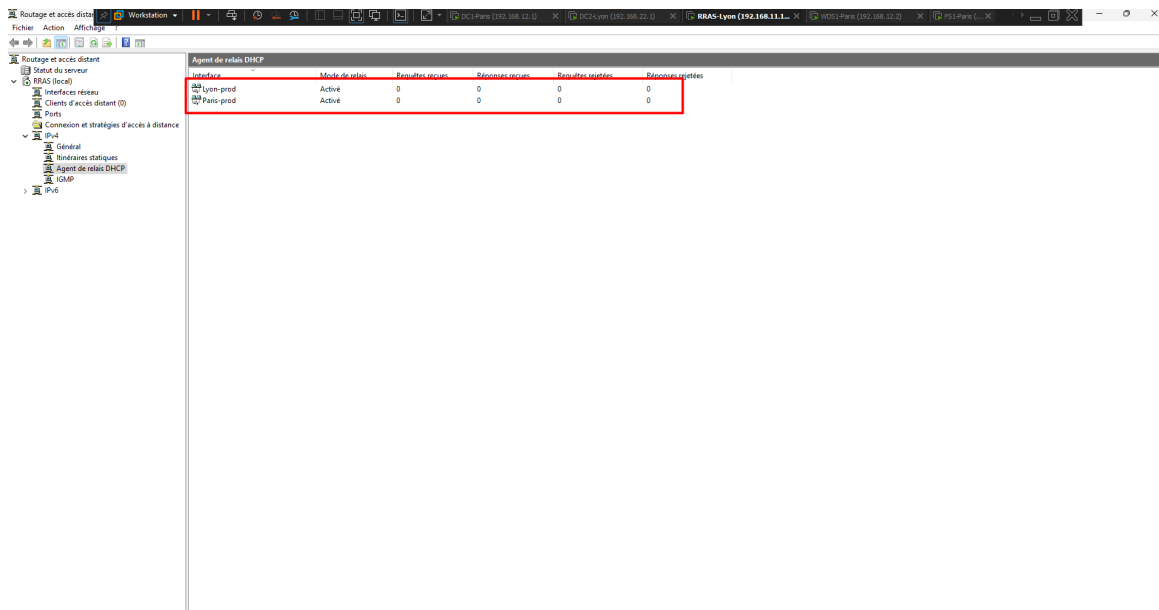 Routage et accès distar Workstation DC1-Paris (192.168.12.1) DC2-Lyon (192.168.22.1) RRAS-Lyon (192.168.11.1... WDS1-Paris (192.168.12.2) FS1-Paris (...
Fichier Action Affichage ?
Routage et accès distant
Statut du serveur
RRAS (local)
Interfaces réseau
Clients d'accès distant (0)
Ports
Connexion et stratégies d'accès à distance
IPv4
Général
Itinéraires statiques
Agent de relais DHCP
IGMP
IPv6
Agent de relais DHCP
Interface Mode de relais Requêtes reçues Réponses reçues Requêtes rejetées Réponses rejetées
Lyon-prod Activé 0 0 0 0
Paris-prod Activé 0 0 0 0